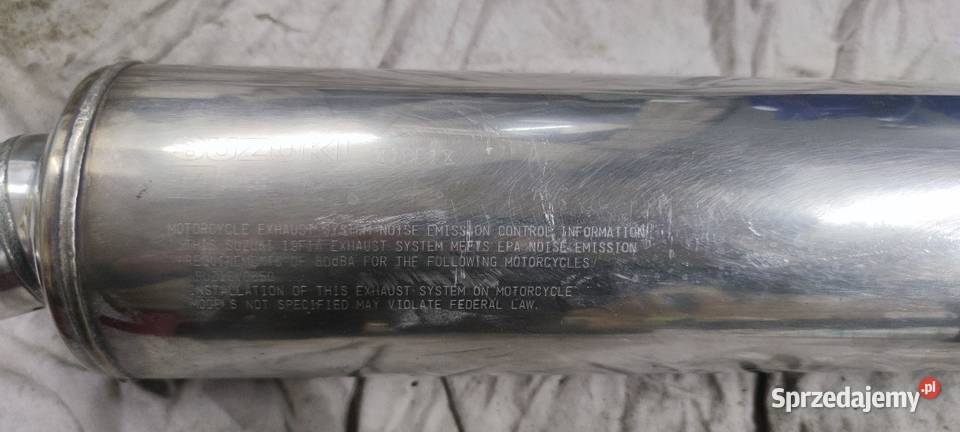 SUZUKI
MOTORCYCLE EXHAUST SYSTEM NOISE EMISSION CONTROL INFORMATION
THIS SUZUKI EXHAUST SYSTEM MEETS EPA NOISE EMISSION
REQUIREMENTS OF 80dBA FOR THE FOLLOWING MOTORCYCLES
INSTALLATION OF THIS EXHAUST SYSTEM ON MOTORCYCLE
MODELS NOT SPECIFIED MAY VIOLATE FEDERAL LAW.
Sprzedajemy.pl